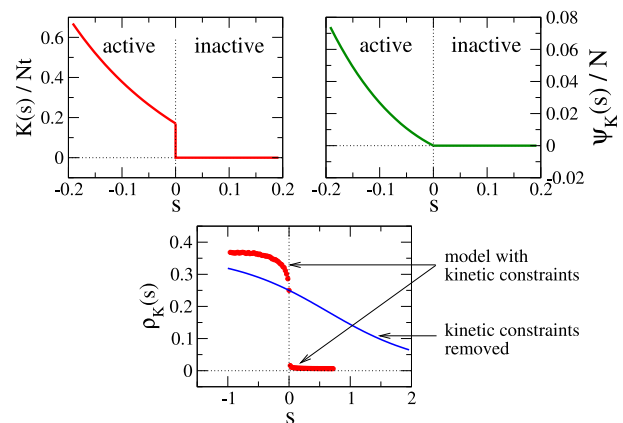 active
inactive
K(s) / Nt
0.6
0.4
0.2
0
-0.2
-0.1
0
0.1
0.2
s
active
inactive
0.08
0.06
0.04
0.02
0
-0.02
ψ_K(s) / N
-0.2
-0.1
0
0.1
0.2
s
ρ_K(s)
0.4
0.3
0.2
0.1
0
-1
0
1
2
s
model with
kinetic constraints
kinetic constraints
removed